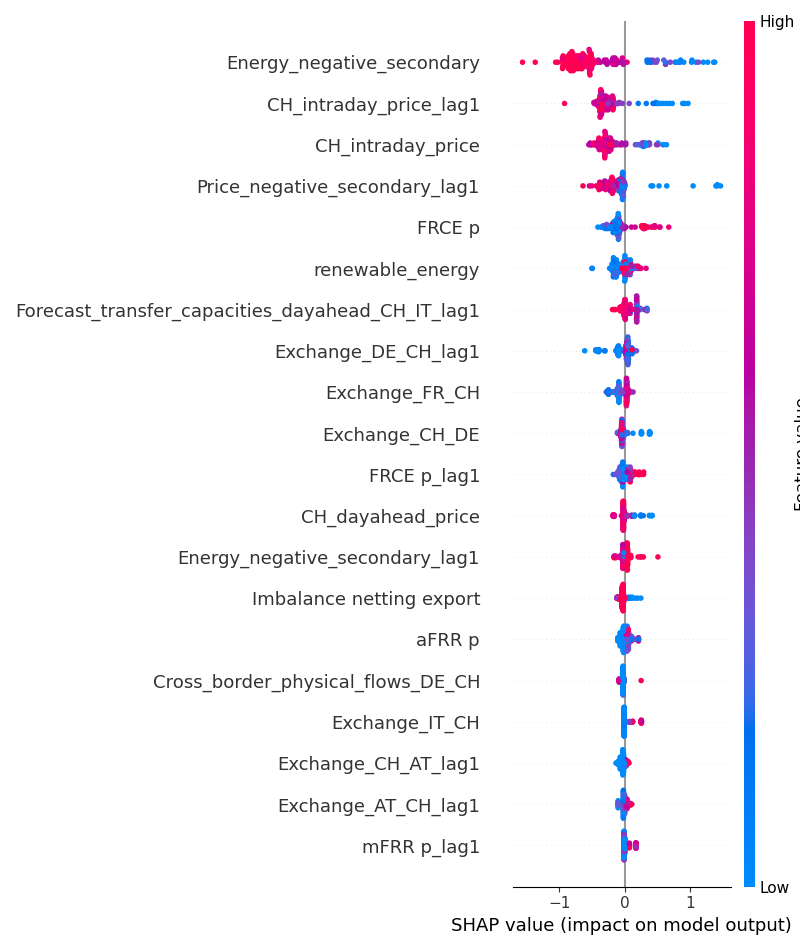 High
Energy_negative_secondary
CH_intraday_price_lag1
CH_intraday_price
Price_negative_secondary_lag1
FRCE p
renewable_energy
Forecast_transfer_capacities_dayahead_CH_IT_lag1
Exchange_DE_CH_lag1
Exchange_FR_CH
Exchange_CH_DE
FRCE p_lag1
CH_dayahead_price
Energy_negative_secondary_lag1
Imbalance netting export
aFRR p
Cross_border_physical_flows_DE_CH
Exchange_IT_CH
Exchange_CH_AT_lag1
Exchange_AT_CH_lag1
mFRR p_lag1
Low
−1 0 1
SHAP value (impact on model output)